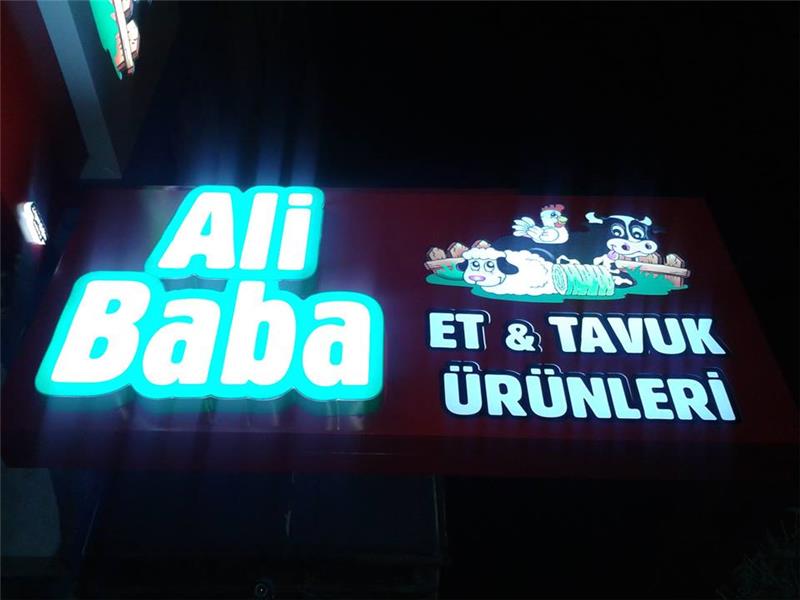 Ali
Baba
ET & TAVUK
ÜRÜNLERİ